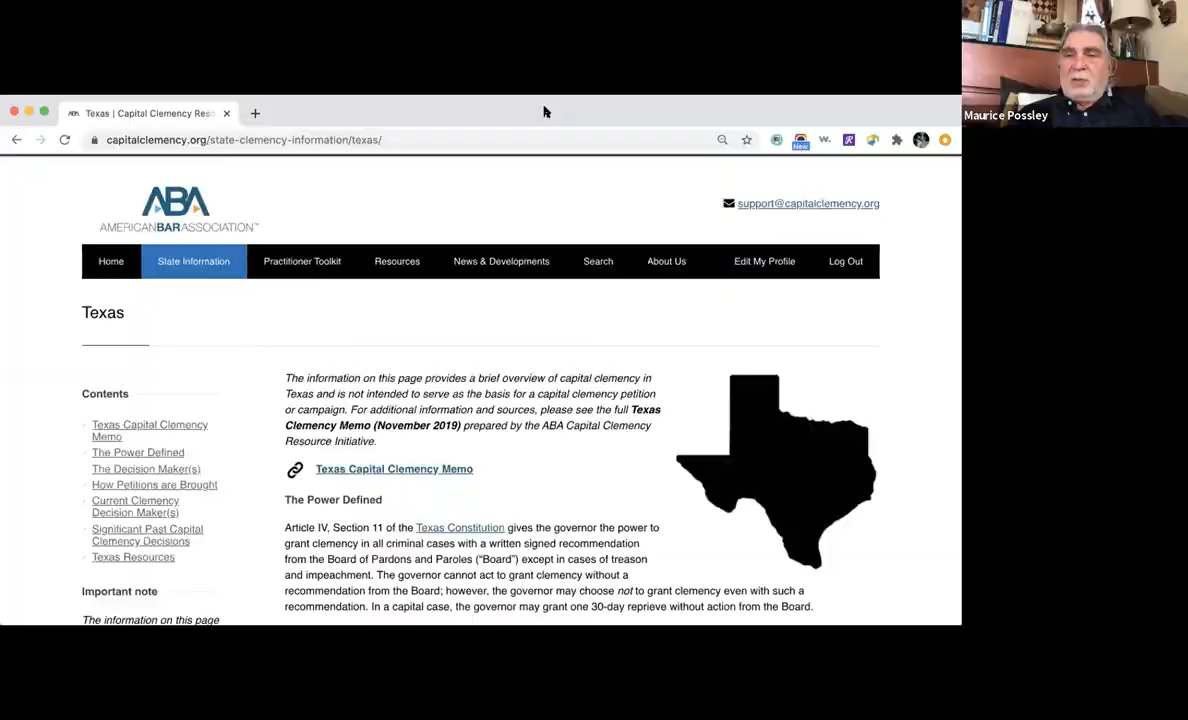 Texas | Capital Clemency Reso
capitalclemency.org/state-clemency-information/texas/
New
Maurice Possley
ABA
AMERICANBARASSOCIATION™
support@capitalclemency.org
Home State Information Practitioner Toolkit Resources News & Developments Search About Us Edit My Profile Log Out
Texas
Contents
Texas Capital Clemency
Memo
The Power Defined
The Decision Maker(s)
How Petitions are Brought
Current Clemency
Decision Maker(s)
Significant Past Capital
Clemency Decisions
Texas Resources
Important note
The information on this page
The information on this page provides a brief overview of capital clemency in
Texas and is not intended to serve as the basis for a capital clemency petition
or campaign. For additional information and sources, please see the full Texas
Clemency Memo (November 2019) prepared by the ABA Capital Clemency
Resource Initiative.
Texas Capital Clemency Memo
The Power Defined
Article IV, Section 11 of the Texas Constitution gives the governor the power to
grant clemency in all criminal cases with a written signed recommendation
from the Board of Pardons and Paroles (“Board”) except in cases of treason
and impeachment. The governor cannot act to grant clemency without a
recommendation from the Board; however, the governor may choose not to grant clemency even with such a
recommendation. In a capital case, the governor may grant one 30-day reprieve without action from the Board.